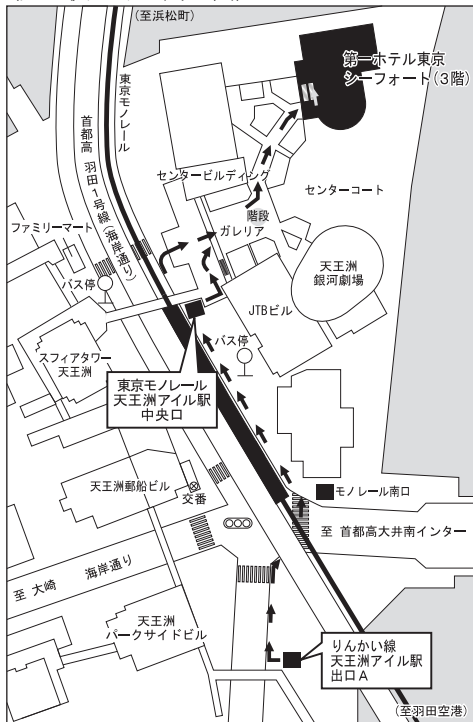 (至浜松町)
第一ホテル東京
シーフォート(3階)
東京モノレール
首都高 羽田1号線(海岸通り)
センタービルディング
センターコート
階段
ガレリア
ファミリーマート
バス停
天王洲
銀河劇場
JTBビル
バス停
スフィアタワー
天王洲
東京モノレール
天王洲アイル駅
中央口
天王洲郵船ビル
交番
モノレール南口
至 首都高大井南インター
至 大崎 海岸通り
天王洲
パークサイドビル
りんかい線
天王洲アイル駅
出口A
(至羽田空港)